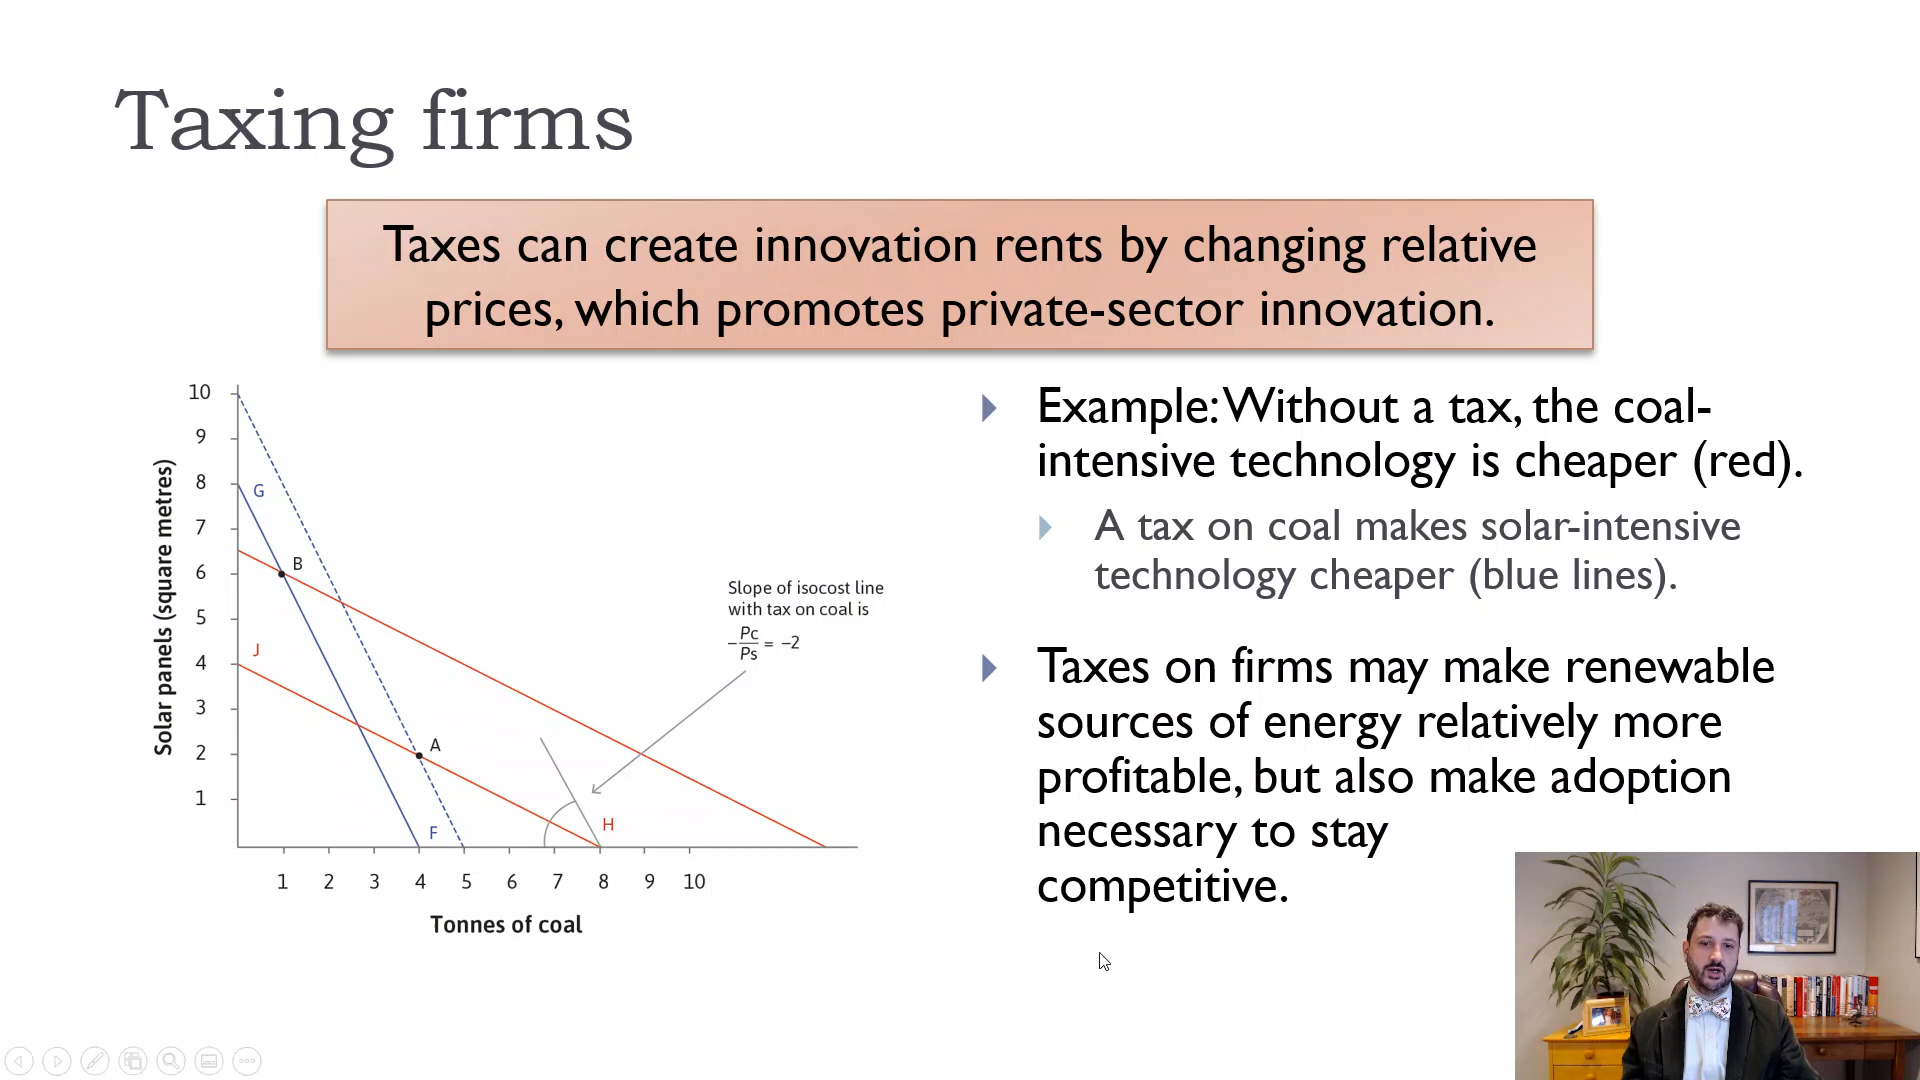 Taxing firms
Taxes can create innovation rents by changing relative
prices, which promotes private-sector innovation.
10
9
8
7
6
5
4
3
2
1
Solar panels (square metres)
G
B
J
A
F
H
Slope of isocost line
with tax on coal is
− Pc/Ps = −2
1 2 3 4 5 6 7 8 9 10
Tonnes of coal
Example: Without a tax, the coal-
intensive technology is cheaper (red).
A tax on coal makes solar-intensive
technology cheaper (blue lines).
Taxes on firms may make renewable
sources of energy relatively more
profitable, but also make adoption
necessary to stay
competitive.